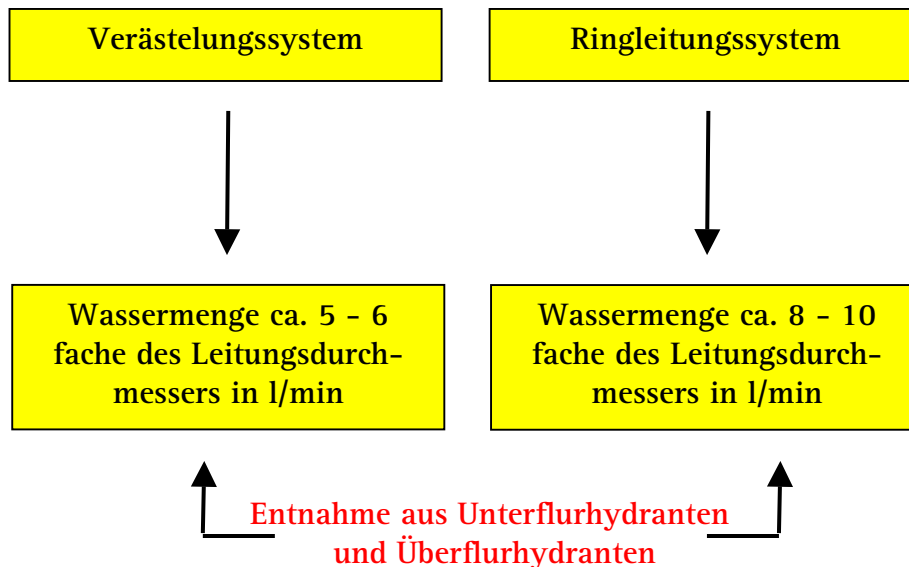 Verästelungssystem
Ringleitungssystem
Wassermenge ca. 5 - 6
fache des Leitungsdurch-
messers in l/min
Wassermenge ca. 8 - 10
fache des Leitungsdurch-
messers in l/min
Entnahme aus Unterflurhydranten
und Überflurhydranten